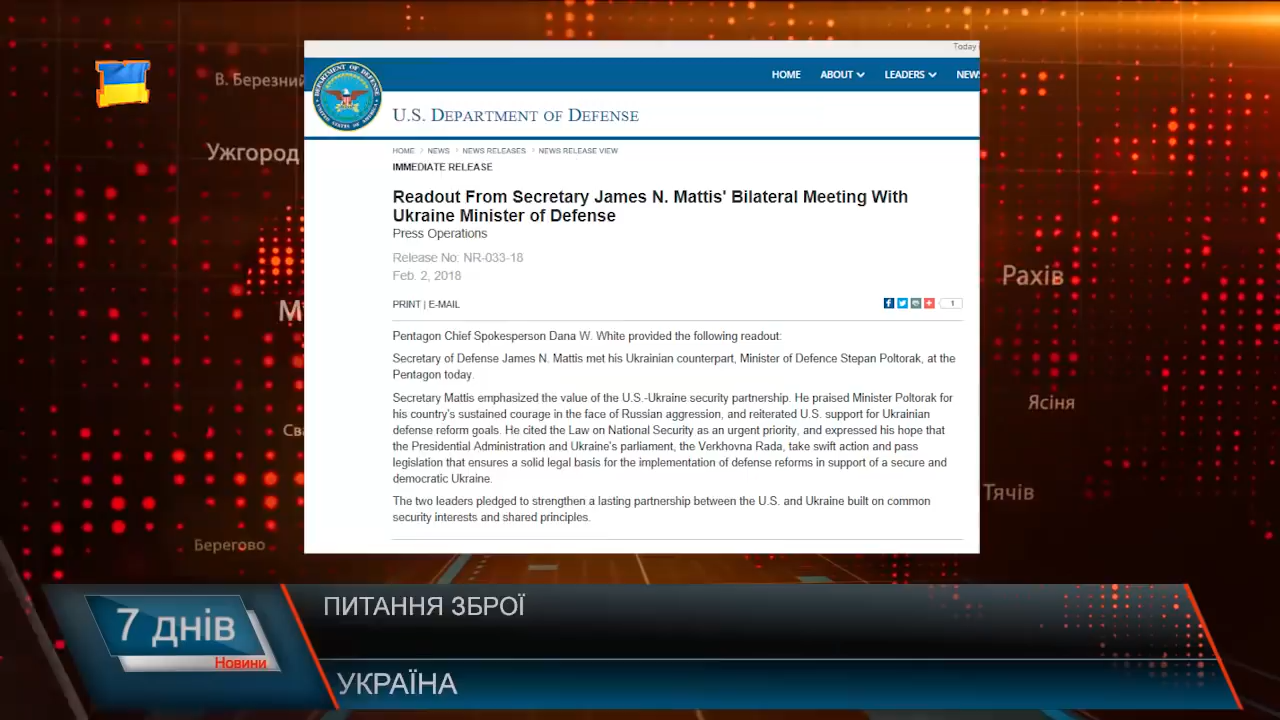 Today
HOME ABOUT LEADERS NEWS
U.S. DEPARTMENT OF DEFENSE
HOME > NEWS > NEWS RELEASES > NEWS RELEASE VIEW
IMMEDIATE RELEASE
Readout From Secretary James N. Mattis' Bilateral Meeting With
Ukraine Minister of Defense
Press Operations
Release No: NR-033-18
Feb. 2, 2018
PRINT | E-MAIL
1
Pentagon Chief Spokesperson Dana W. White provided the following readout:
Secretary of Defense James N. Mattis met his Ukrainian counterpart, Minister of Defence Stepan Poltorak, at the
Pentagon today.
Secretary Mattis emphasized the value of the U.S.-Ukraine security partnership. He praised Minister Poltorak for
his country's sustained courage in the face of Russian aggression, and reiterated U.S. support for Ukrainian
defense reform goals. He cited the Law on National Security as an urgent priority, and expressed his hope that
the Presidential Administration and Ukraine's parliament, the Verkhovna Rada, take swift action and pass
legislation that ensures a solid legal basis for the implementation of defense reforms in support of a secure and
democratic Ukraine.
The two leaders pledged to strengthen a lasting partnership between the U.S. and Ukraine built on common
security interests and shared principles.
В. Березний
Ужгород
Рахів
Ясіня
Тячів
Берегово
7 днів
Новини
ПИТАННЯ ЗБРОЇ
УКРАЇНА